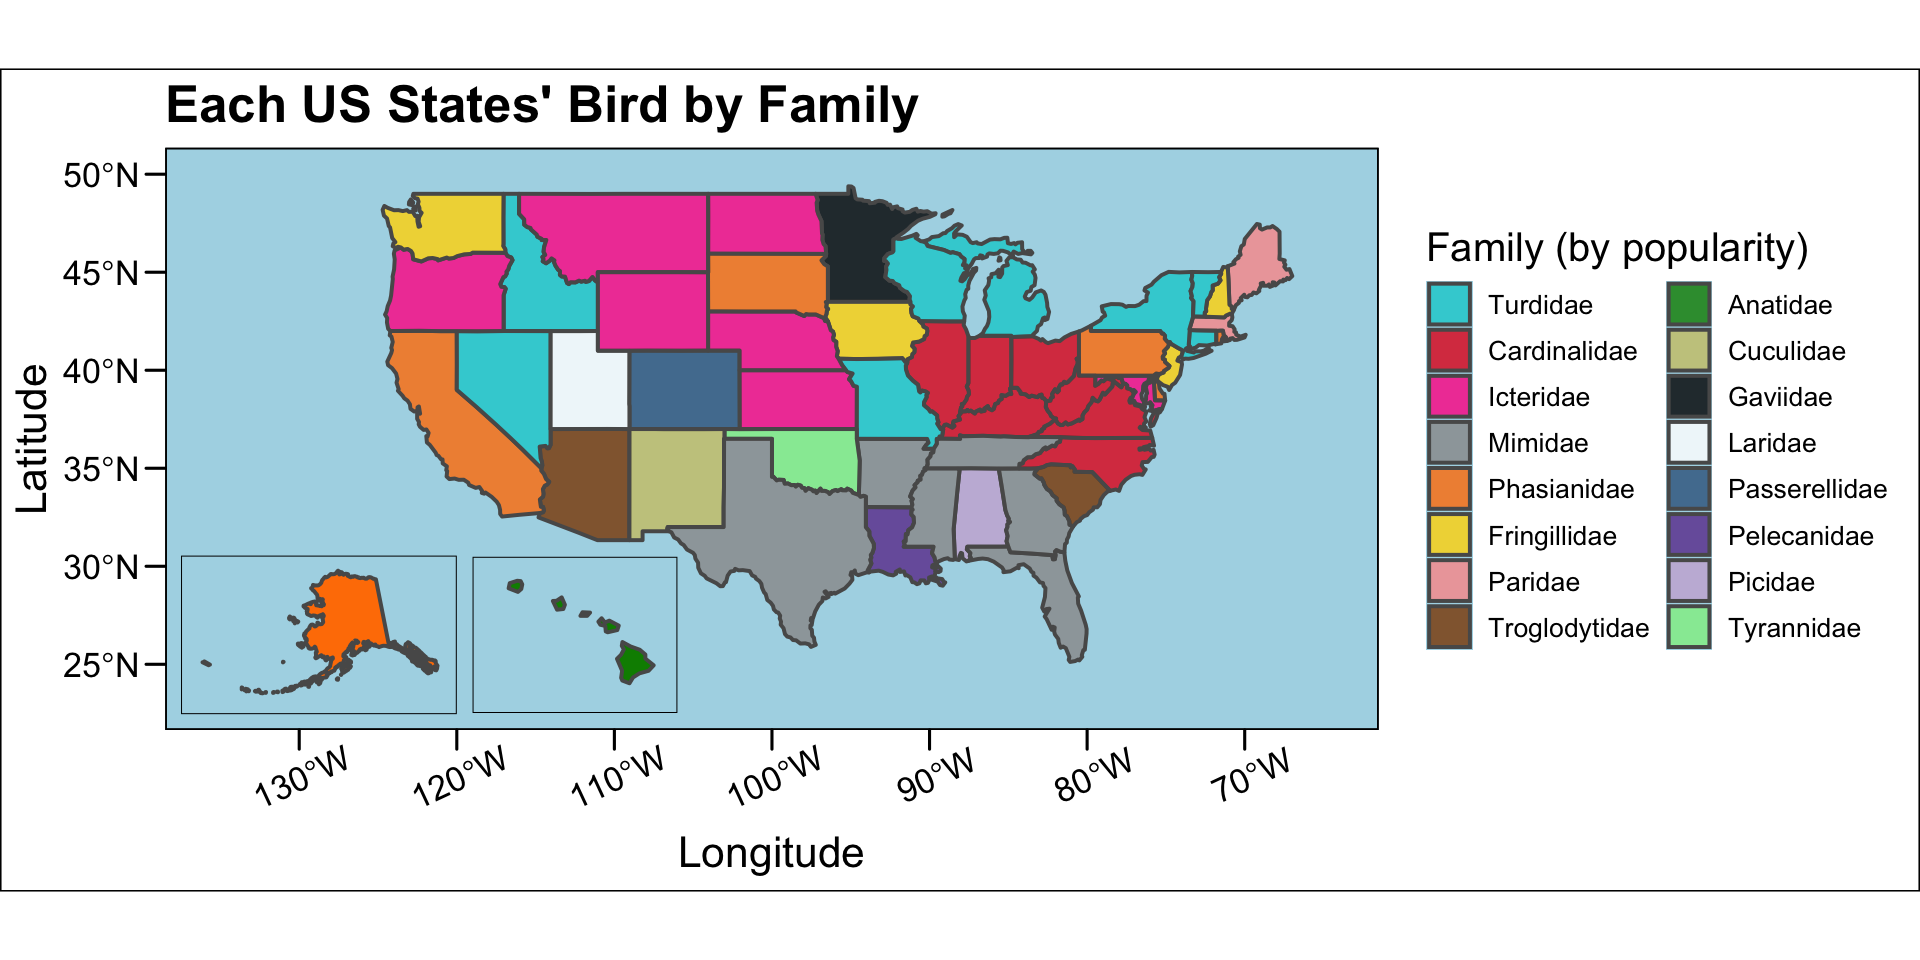 Each US States' Bird by Family
50°N
45°N
40°N
35°N
30°N
25°N
Latitude
130°W
120°W
110°W
100°W
90°W
80°W
70°W
Longitude
Family (by popularity)
Turdidae
Cardinalidae
Icteridae
Mimidae
Phasianidae
Fringillidae
Paridae
Troglodytidae
Anatidae
Cuculidae
Gaviidae
Laridae
Passerellidae
Pelecanidae
Picidae
Tyrannidae